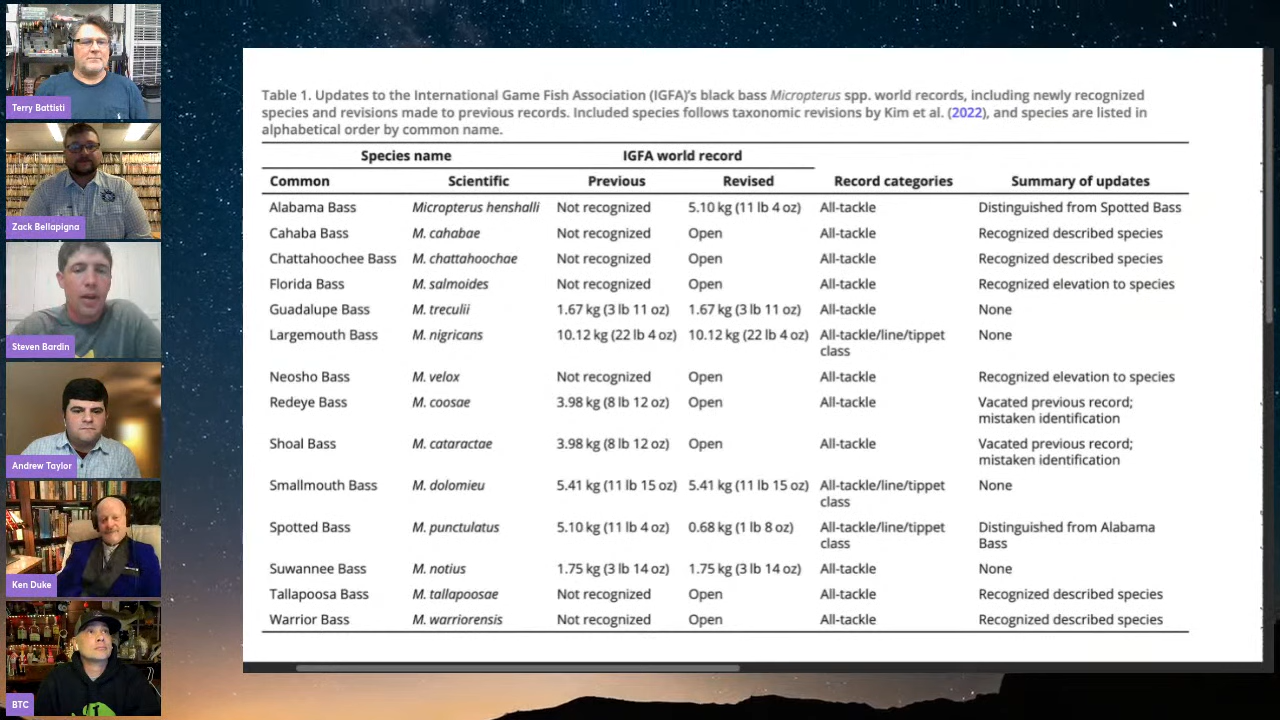 Terry Battisti
Zack Bellapigna
Steven Bardin
Andrew Taylor
Ken Duke
BTC
Table 1. Updates to the International Game Fish Association (IGFA)'s black bass Micropterus spp. world records, including newly recognized
species and revisions made to previous records. Included species follows taxonomic revisions by Kim et al. (2022), and species are listed in
alphabetical order by common name.
Species name IGFA world record
Common Scientific Previous Revised Record categories Summary of updates
Alabama Bass Micropterus henshalli Not recognized 5.10 kg (11 lb 4 oz) All-tackle Distinguished from Spotted Bass
Cahaba Bass M. cahabae Not recognized Open All-tackle Recognized described species
Chattahoochee Bass M. chattahoochae Not recognized Open All-tackle Recognized described species
Florida Bass M. salmoides Not recognized Open All-tackle Recognized elevation to species
Guadalupe Bass M. treculii 1.67 kg (3 lb 11 oz) 1.67 kg (3 lb 11 oz) All-tackle None
Largemouth Bass M. nigricans 10.12 kg (22 lb 4 oz) 10.12 kg (22 lb 4 oz) All-tackle/line/tippet None
class
Neosho Bass M. velox Not recognized Open All-tackle Recognized elevation to species
Redeye Bass M. coosae 3.98 kg (8 lb 12 oz) Open All-tackle Vacated previous record;
mistaken identification
Shoal Bass M. cataractae 3.98 kg (8 lb 12 oz) Open All-tackle Vacated previous record;
mistaken identification
Smallmouth Bass M. dolomieu 5.41 kg (11 lb 15 oz) 5.41 kg (11 lb 15 oz) All-tackle/line/tippet None
class
Spotted Bass M. punctulatus 5.10 kg (11 lb 4 oz) 0.68 kg (1 lb 8 oz) All-tackle/line/tippet Distinguished from Alabama
class Bass
Suwannee Bass M. notius 1.75 kg (3 lb 14 oz) 1.75 kg (3 lb 14 oz) All-tackle None
Tallapoosa Bass M. tallapoosae Not recognized Open All-tackle Recognized described species
Warrior Bass M. warriorensis Not recognized Open All-tackle Recognized described species